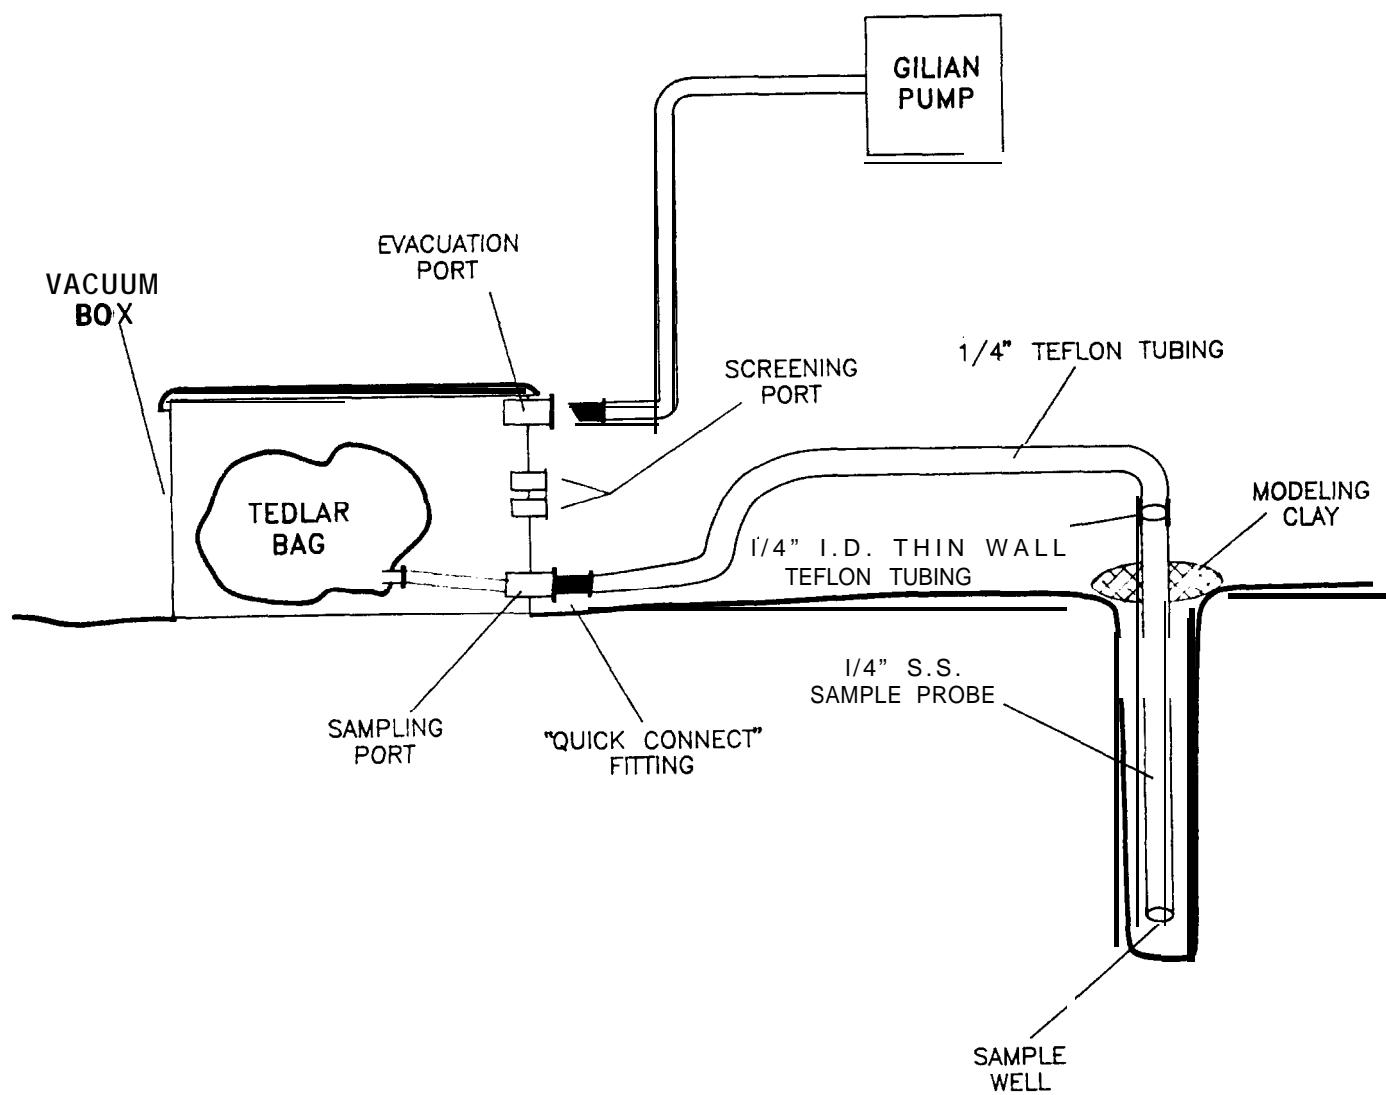 GILIAN
PUMP
EVACUATION
PORT
VACUUM
BOX
1/4" TEFLON TUBING
SCREENING
PORT
MODELING
CLAY
TEDLAR
BAG
1/4" I.D. THIN WALL
TEFLON TUBING
1/4" S.S.
SAMPLE PROBE
SAMPLING
PORT
"QUICK CONNECT"
FITTING
SAMPLE
WELL